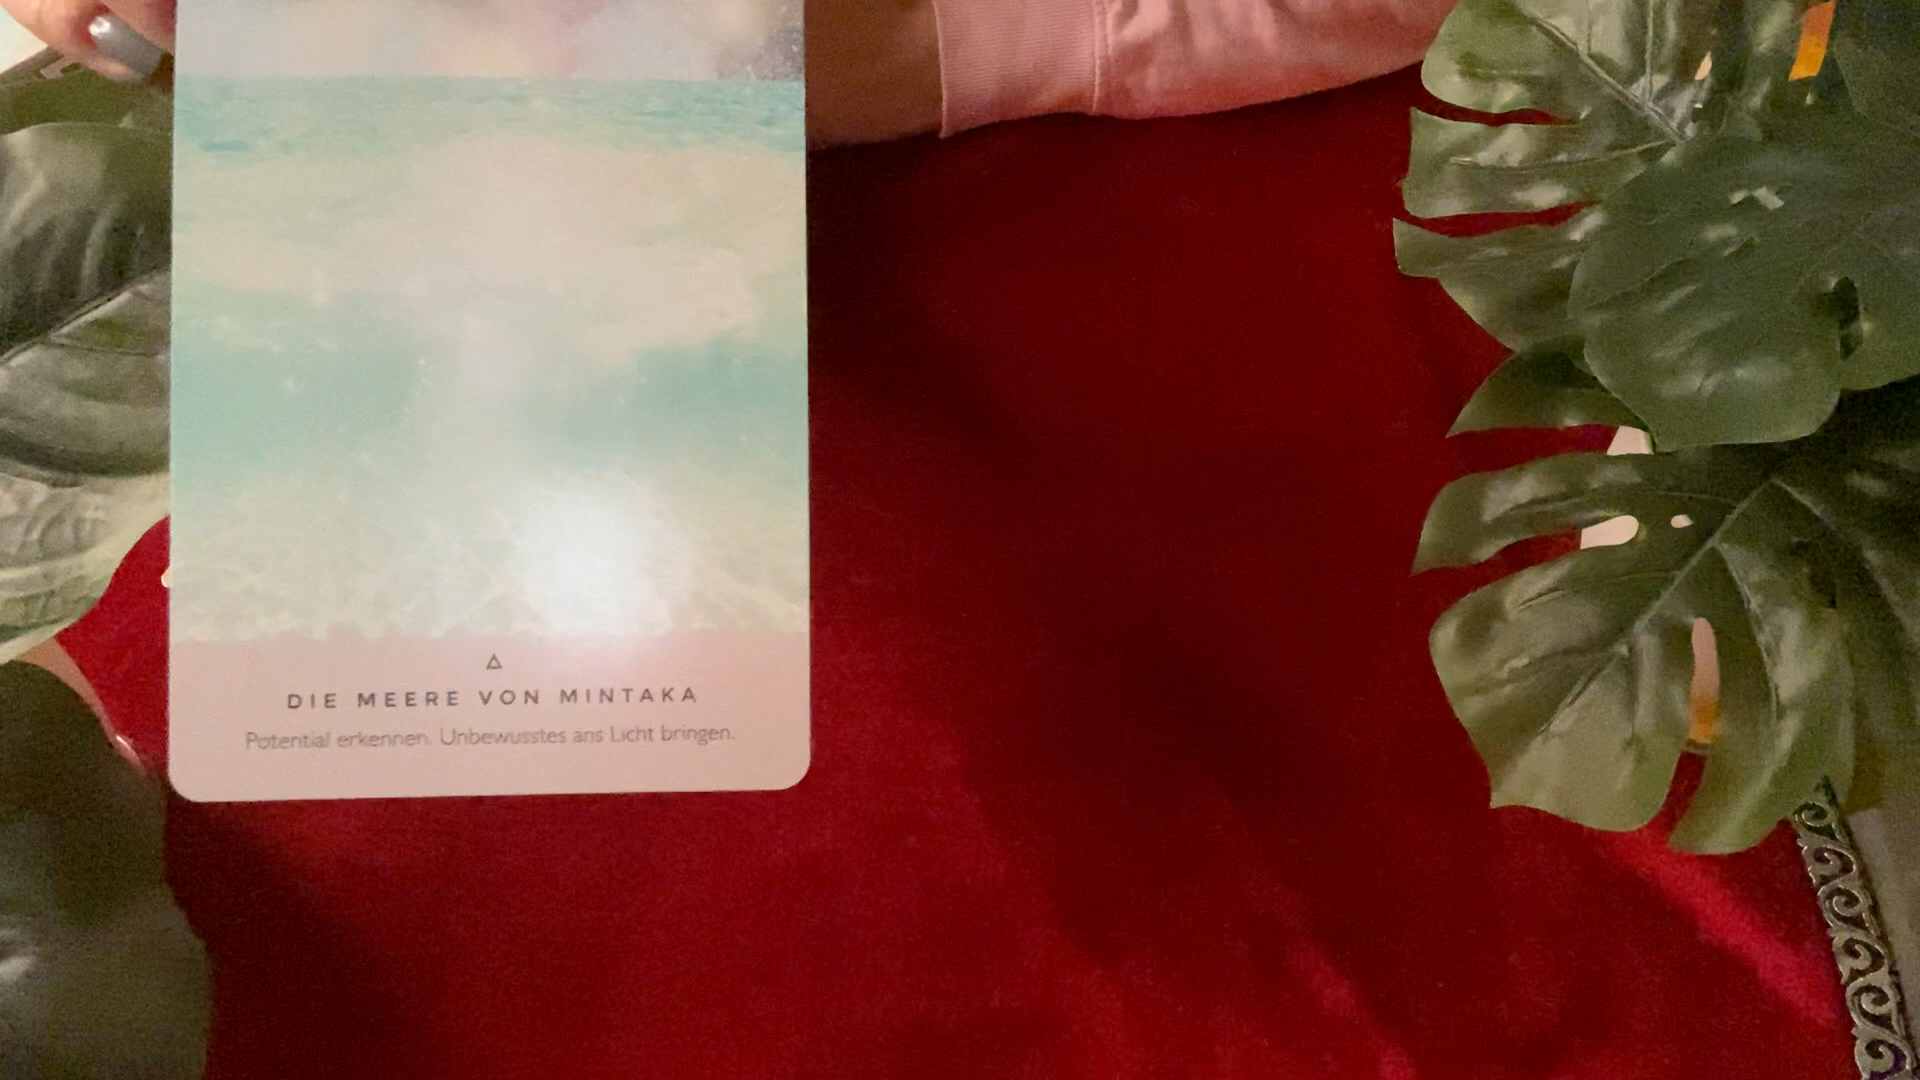 DIE MEERE VON MINTAKA
Potential erkennen. Unbewusstes ans Licht bringen.